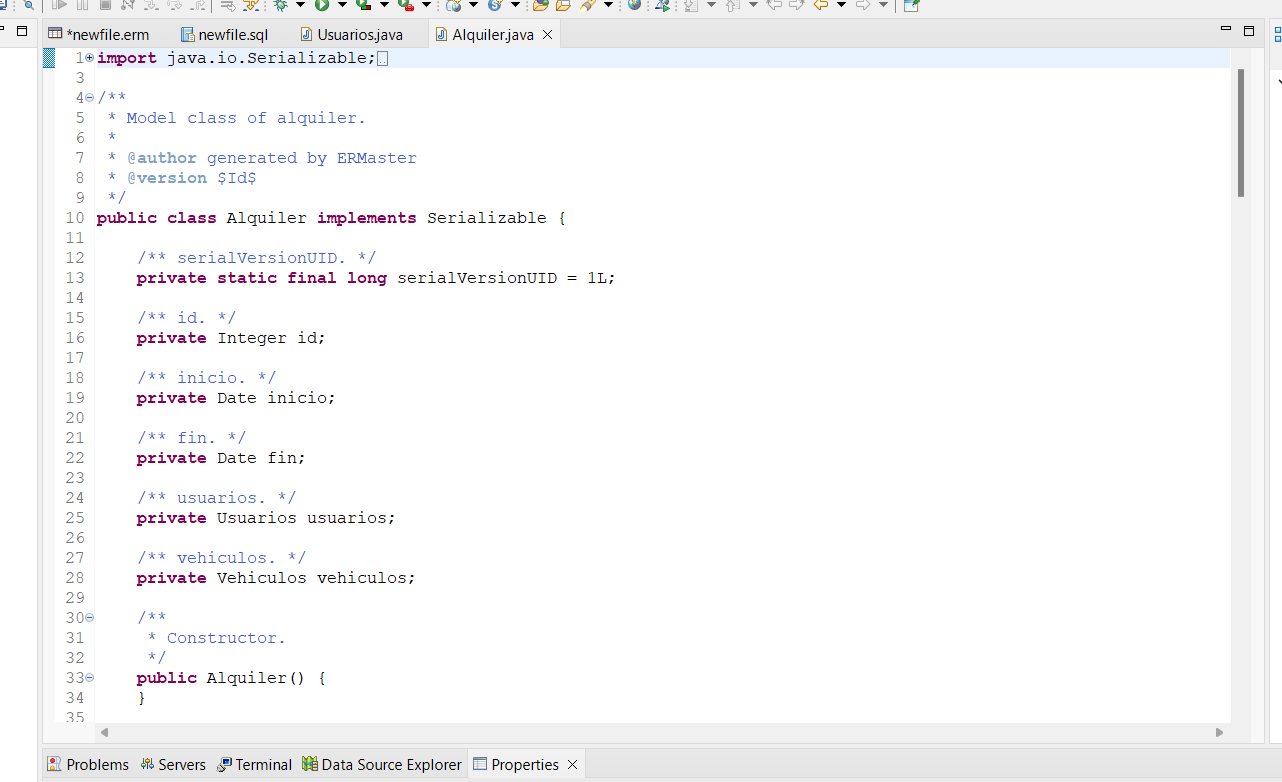 *newfile.erm newfile.sql Usuarios.java Alquiler.java
1 import java.io.Serializable;
3
4 /**
5 * Model class of alquiler.
6 *
7 * @author generated by ERMaster
8 * @version $Id$
9 */
10 public class Alquiler implements Serializable {
11
12 /** serialVersionUID. */
13 private static final long serialVersionUID = 1L;
14
15 /** id. */
16 private Integer id;
17
18 /** inicio. */
19 private Date inicio;
20
21 /** fin. */
22 private Date fin;
23
24 /** usuarios. */
25 private Usuarios usuarios;
26
27 /** vehiculos. */
28 private Vehiculos vehiculos;
29
30 /**
31 * Constructor.
32 */
33 public Alquiler() {
34 }
35
Problems Servers Terminal Data Source Explorer Properties